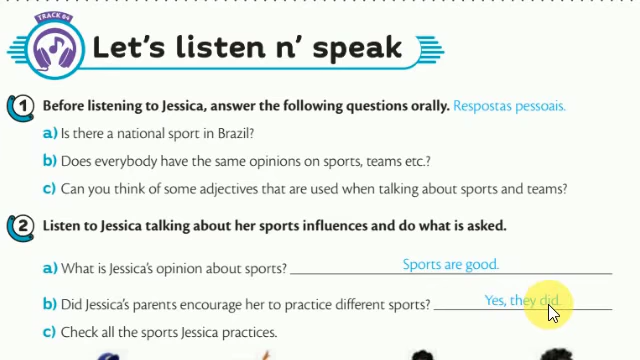 TRACK 04
Let's listen n' speak
1 Before listening to Jessica, answer the following questions orally. Respostas pessoais.
a) Is there a national sport in Brazil?
b) Does everybody have the same opinions on sports, teams etc.?
c) Can you think of some adjectives that are used when talking about sports and teams?
2 Listen to Jessica talking about her sports influences and do what is asked.
a) What is Jessica's opinion about sports? Sports are good.
b) Did Jessica's parents encourage her to practice different sports? Yes, they did.
c) Check all the sports Jessica practices.